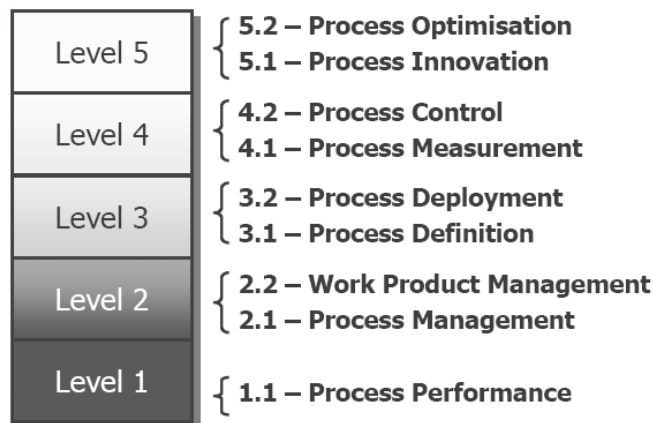 Level 5
5.2 – Process Optimisation
5.1 – Process Innovation
Level 4
4.2 – Process Control
4.1 – Process Measurement
Level 3
3.2 – Process Deployment
3.1 – Process Definition
Level 2
2.2 – Work Product Management
2.1 – Process Management
Level 1
1.1 – Process Performance